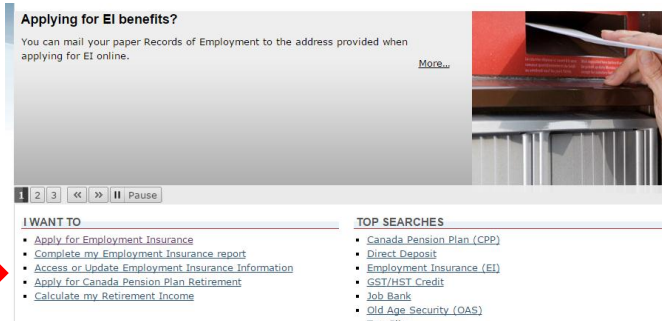 Applying for EI benefits?
You can mail your paper Records of Employment to the address provided when
applying for EI online.
More...
1 2 3 « » Pause
I WANT TO
Apply for Employment Insurance
Complete my Employment Insurance report
Access or Update Employment Insurance Information
Apply for Canada Pension Plan Retirement
Calculate my Retirement Income
TOP SEARCHES
Canada Pension Plan (CPP)
Direct Deposit
Employment Insurance (EI)
GST/HST Credit
Job Bank
Old Age Security (OAS)